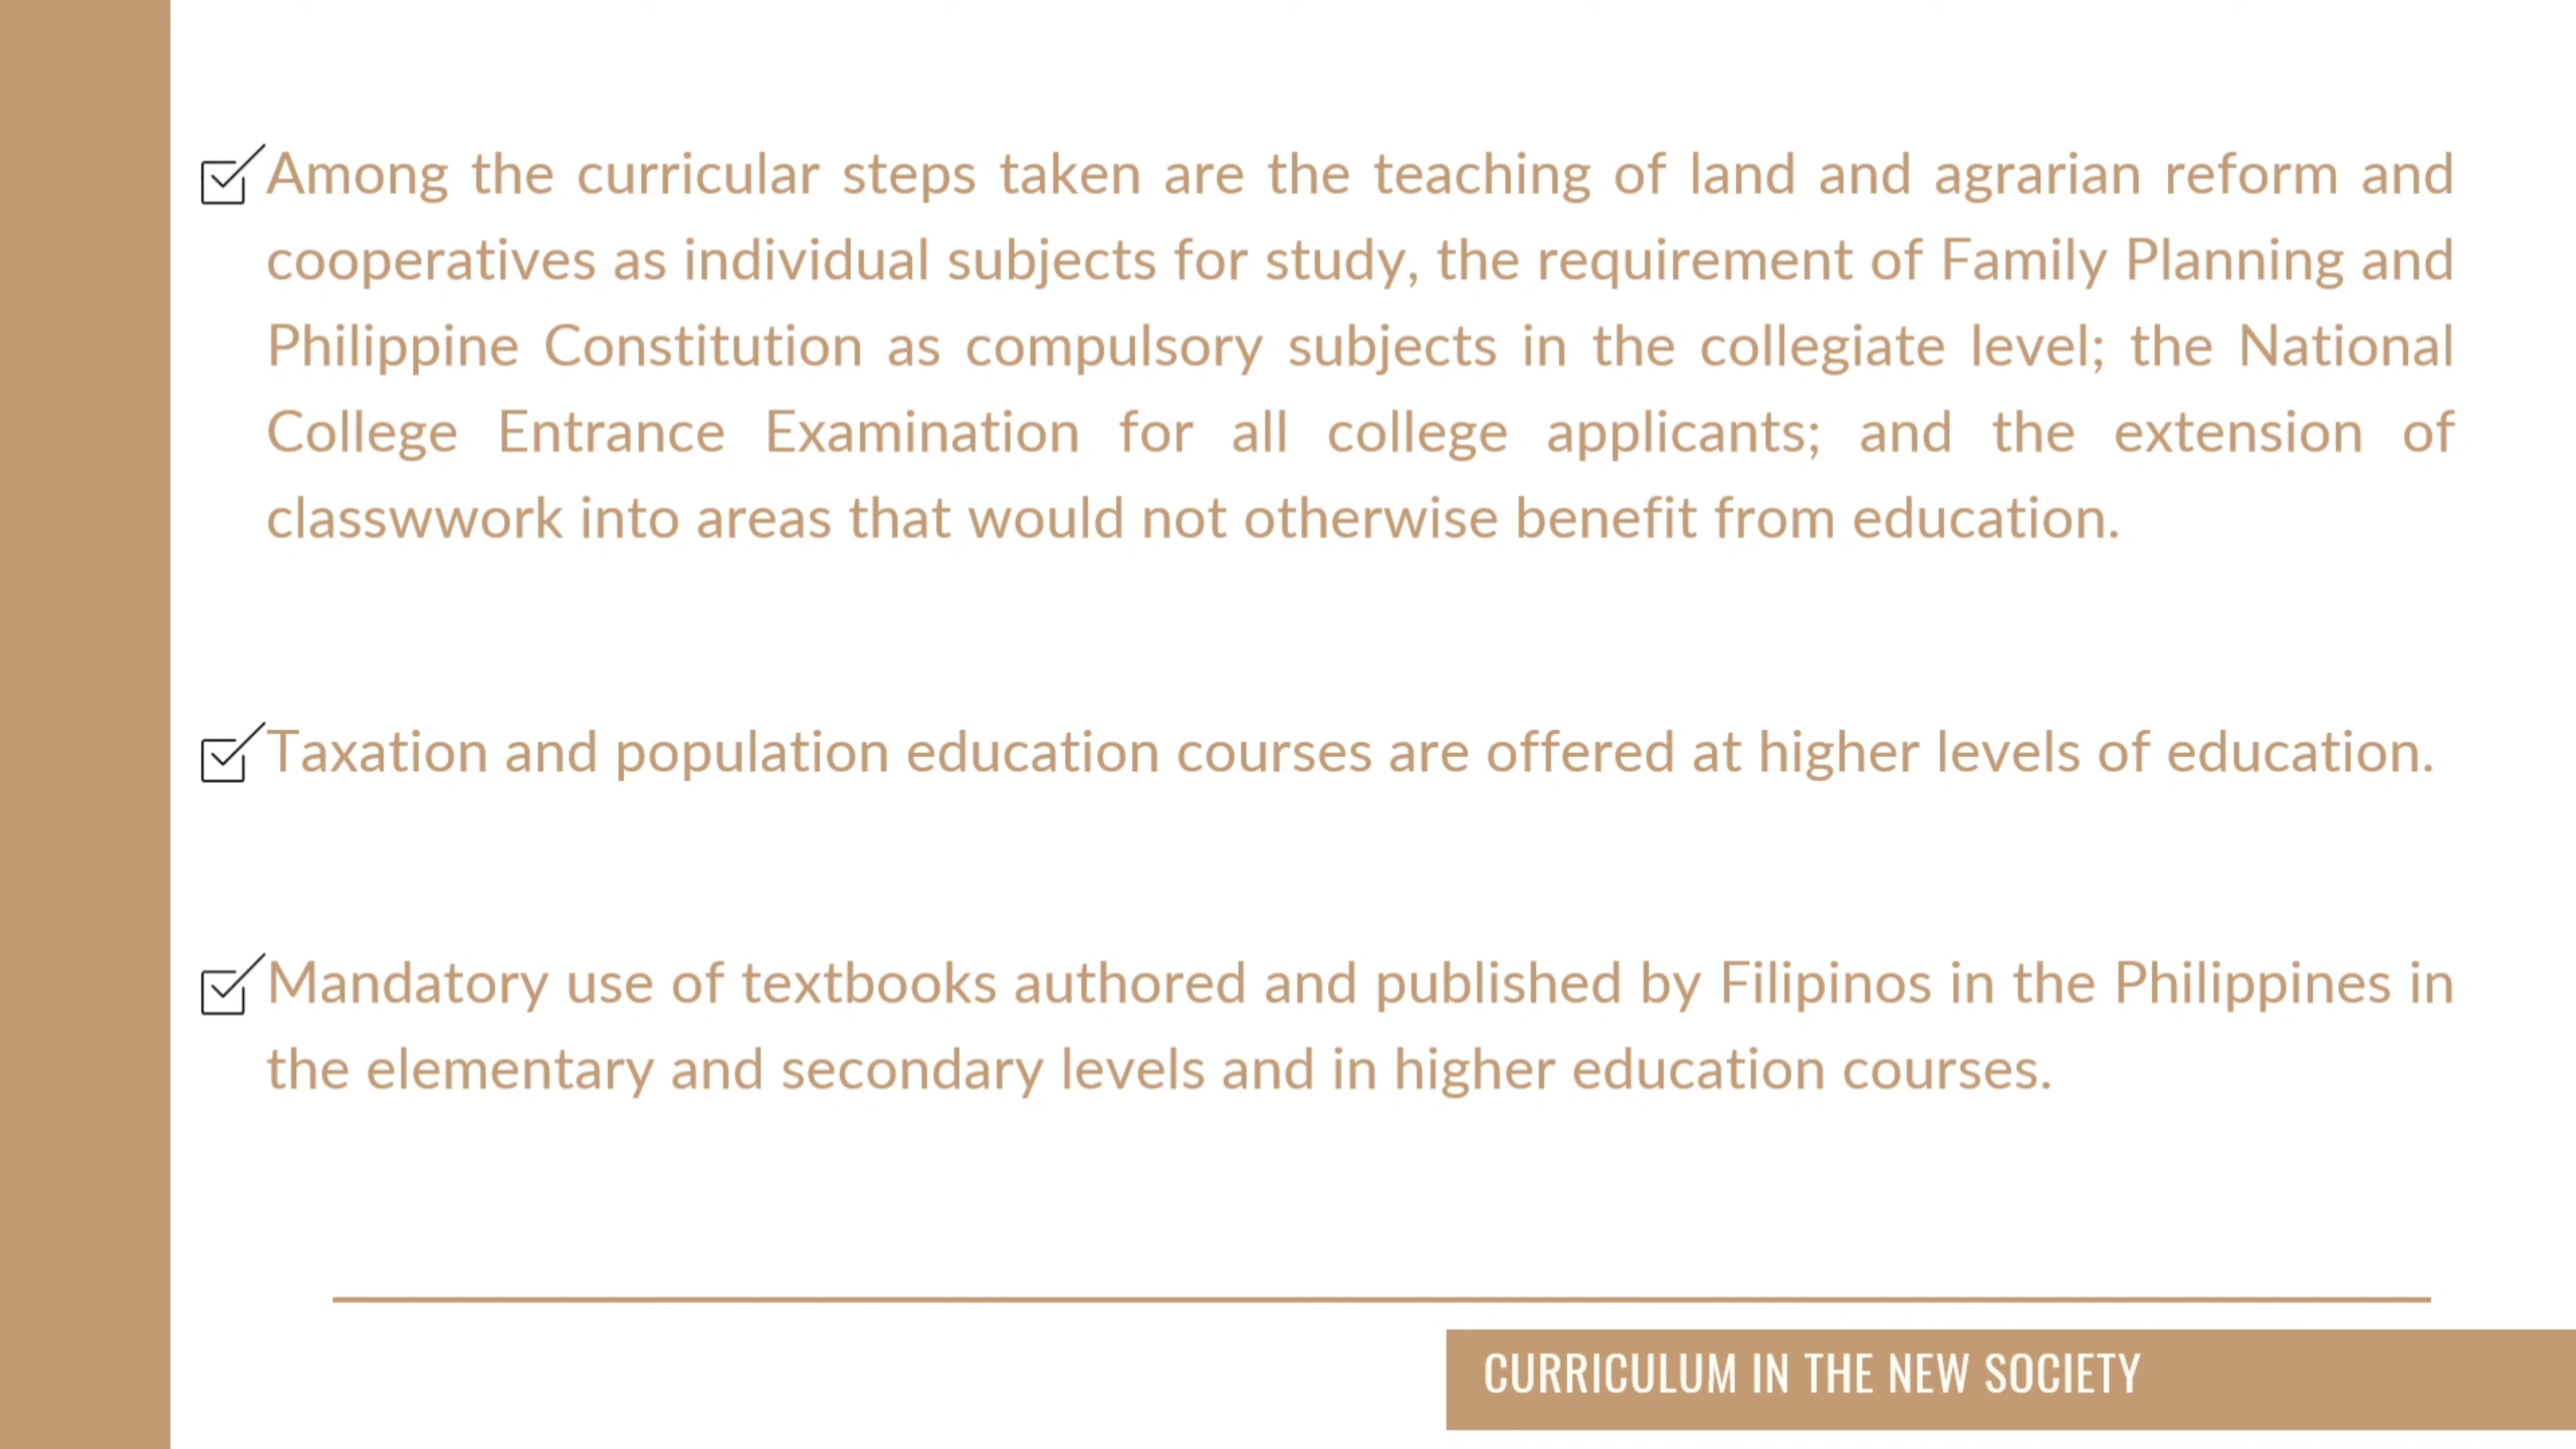 Among the curricular steps taken are the teaching of land and agrarian reform and
cooperatives as individual subjects for study, the requirement of Family Planning and
Philippine Constitution as compulsory subjects in the collegiate level; the National
College Entrance Examination for all college applicants; and the extension of
classwwork into areas that would not otherwise benefit from education.
Taxation and population education courses are offered at higher levels of education.
Mandatory use of textbooks authored and published by Filipinos in the Philippines in
the elementary and secondary levels and in higher education courses.
CURRICULUM IN THE NEW SOCIETY